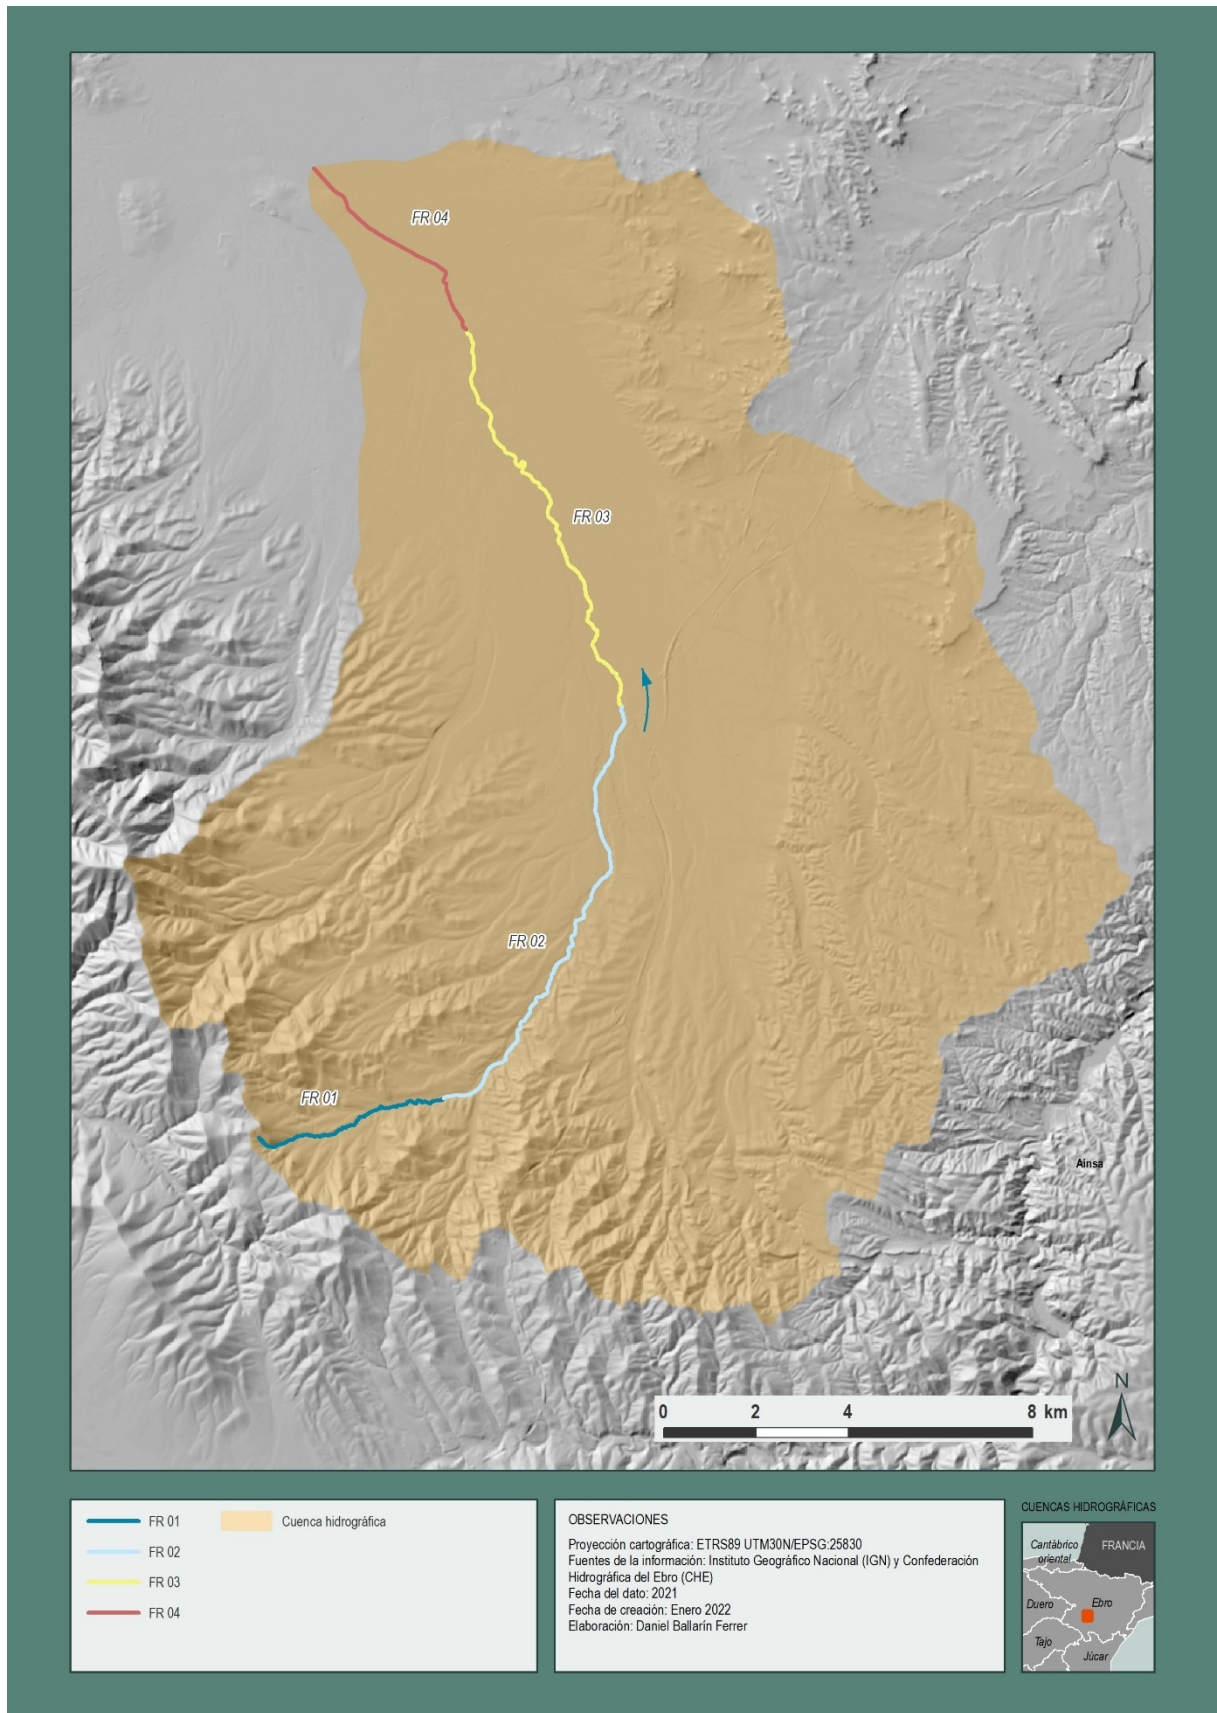 FR 04
FR 03
FR 02
FR 01
Ainsa
N
0 2 4 8 km
FR 01
Cuenca hidrográfica
FR 02
FR 03
FR 04
OBSERVACIONES
Proyección cartográfica: ETRS89 UTM30N/EPSG:25830
Fuentes de la información: Instituto Geográfico Nacional (IGN) y Confederación
Hidrográfica del Ebro (CHE)
Fecha del dato: 2021
Fecha de creación: Enero 2022
Elaboración: Daniel Ballarín Ferrer
CUENCAS HIDROGRÁFICAS
Cantábrico
oriental
FRANCIA
Duero
Ebro
Tajo
Júcar